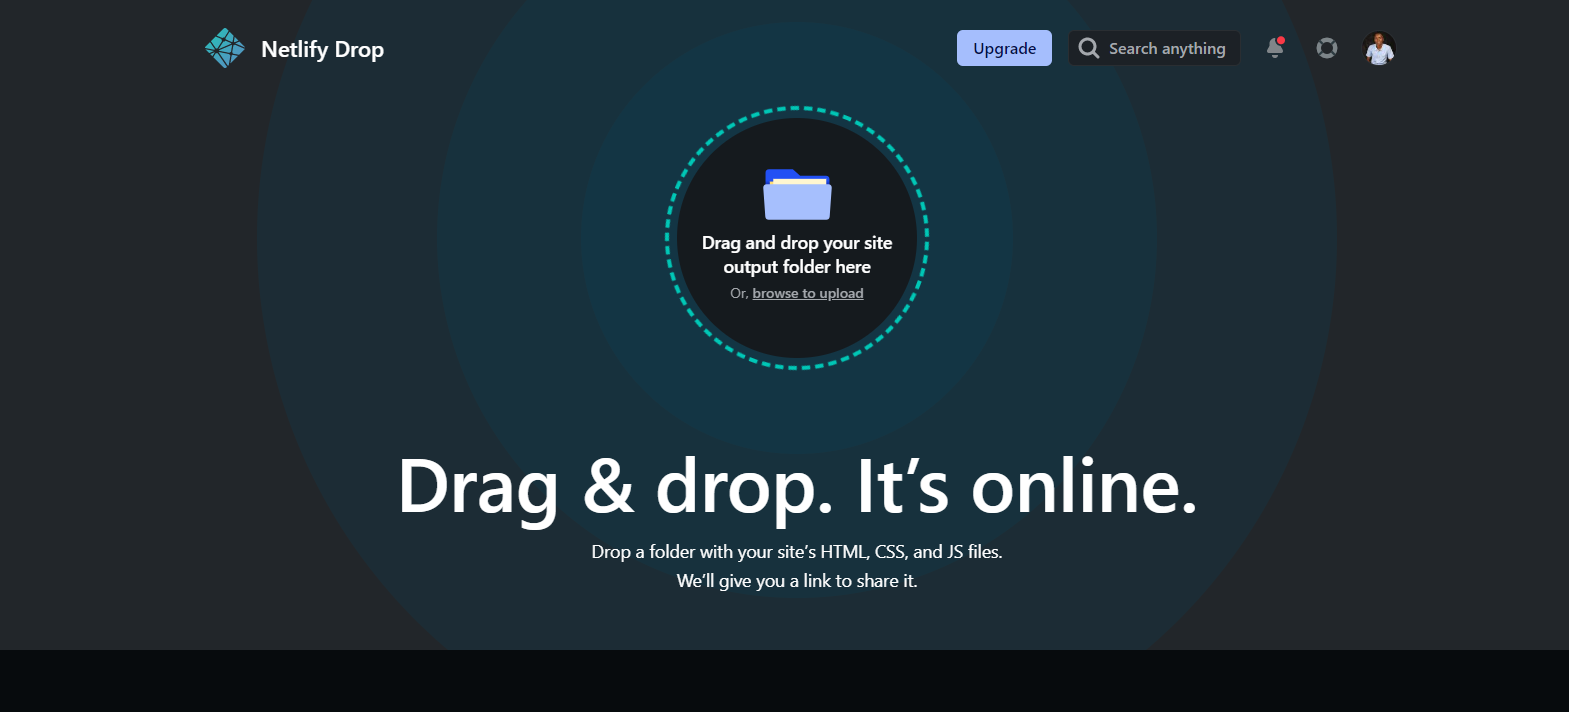 Netlify Drop
Upgrade
Search anything
Drag and drop your site
output folder here
Or, browse to upload
Drag & drop. It’s online.
Drop a folder with your site’s HTML, CSS, and JS files.
We’ll give you a link to share it.